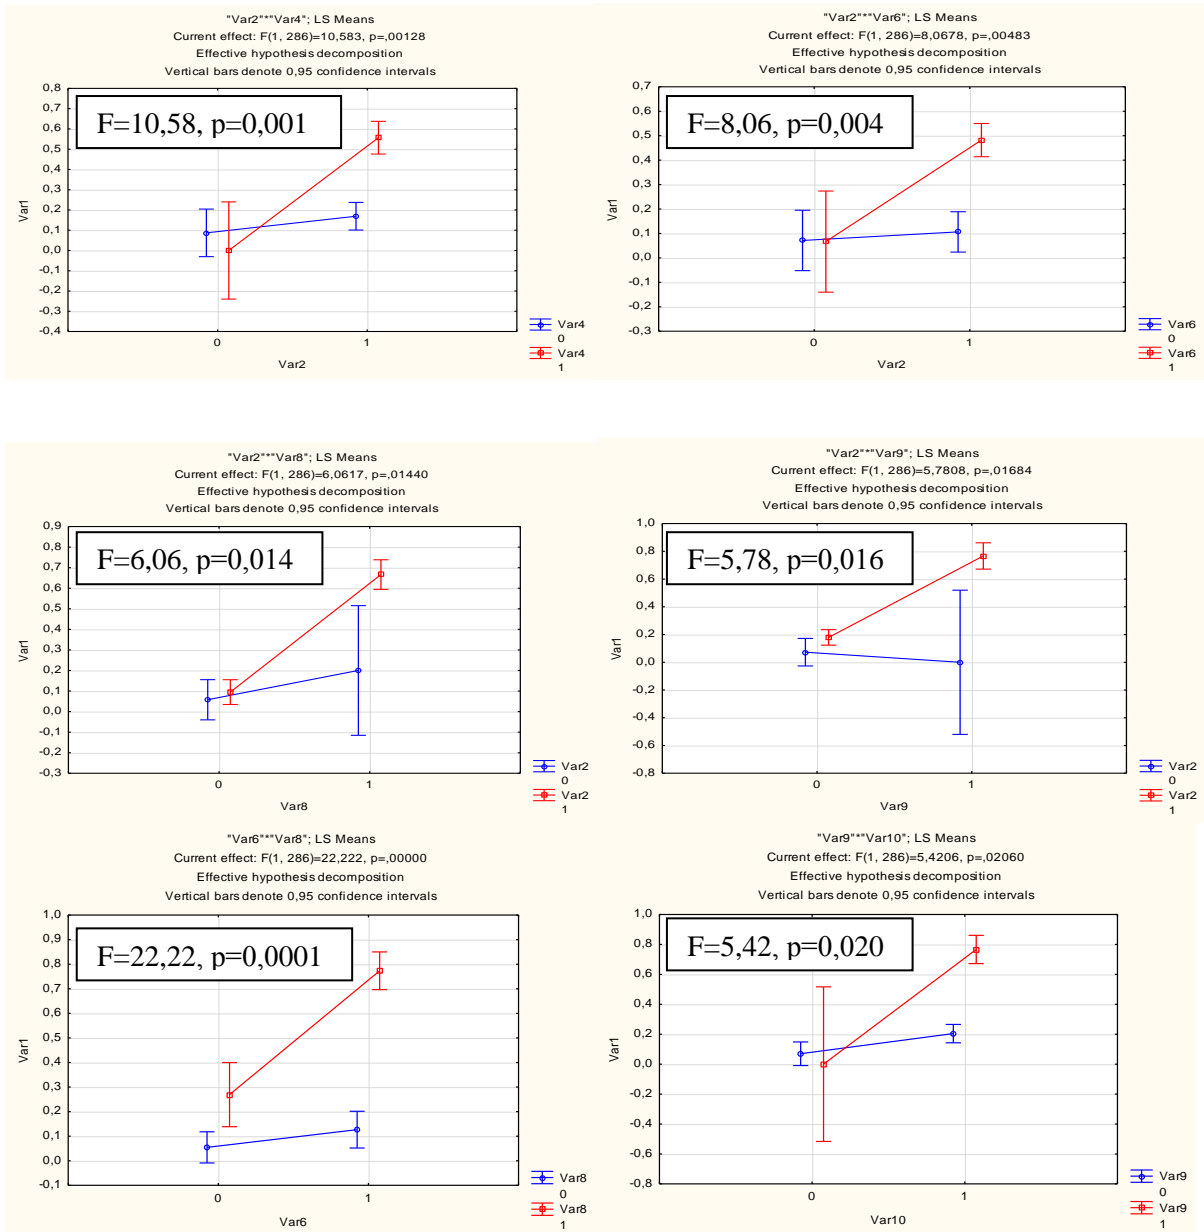 "Var2"*"Var4"; LS Means
Current effect: F(1, 286)=10,583, p=,00128
Effective hypothesis decomposition
Vertical bars denote 0,95 confidence intervals
F=10,58, p=0,001
0,8
0,7
0,6
0,5
0,4
0,3
0,2
0,1
0,0
-0,1
-0,2
-0,3
-0,4
Var1
0
1
Var2
Var4
0
Var4
1
"Var2"*"Var6"; LS Means
Current effect: F(1, 286)=8,0678, p=,00483
Effective hypothesis decomposition
Vertical bars denote 0,95 confidence intervals
F=8,06, p=0,004
0,7
0,6
0,5
0,4
0,3
0,2
0,1
0,0
-0,1
-0,2
-0,3
Var1
0
1
Var2
Var6
0
Var6
1
"Var2"*"Var8"; LS Means
Current effect: F(1, 286)=6,0617, p=,01440
Effective hypothesis decomposition
Vertical bars denote 0,95 confidence intervals
F=6,06, p=0,014
0,9
0,8
0,7
0,6
0,5
0,4
0,3
0,2
0,1
0,0
-0,1
-0,2
-0,3
Var1
0
1
Var8
Var2
0
Var2
1
"Var2"*"Var9"; LS Means
Current effect: F(1, 286)=5,7808, p=,01684
Effective hypothesis decomposition
Vertical bars denote 0,95 confidence intervals
F=5,78, p=0,016
1,0
0,8
0,6
0,4
0,2
0,0
-0,2
-0,4
-0,6
-0,8
Var1
0
1
Var9
Var2
0
Var2
1
"Var6"*"Var8"; LS Means
Current effect: F(1, 286)=22,222, p=,00000
Effective hypothesis decomposition
Vertical bars denote 0,95 confidence intervals
F=22,22, p=0,0001
1,0
0,9
0,8
0,7
0,6
0,5
0,4
0,3
0,2
0,1
0,0
-0,1
Var1
0
1
Var6
Var8
0
Var8
1
"Var9"*"Var10"; LS Means
Current effect: F(1, 286)=5,4206, p=,02060
Effective hypothesis decomposition
Vertical bars denote 0,95 confidence intervals
F=5,42, p=0,020
1,0
0,8
0,6
0,4
0,2
0,0
-0,2
-0,4
-0,6
-0,8
Var1
0
1
Var10
Var9
0
Var9
1